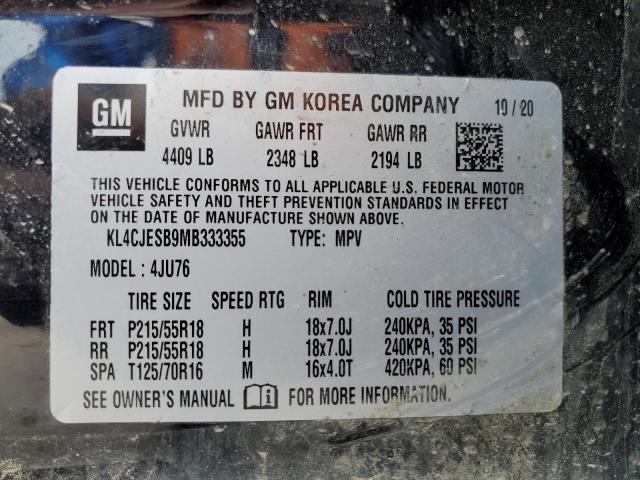 GM MFD BY GM KOREA COMPANY 10/20
GVWR GAWR FRT GAWR RR
4409 LB 2348 LB 2194 LB
THIS VEHICLE CONFORMS TO ALL APPLICABLE U.S. FEDERAL MOTOR
VEHICLE SAFETY AND THEFT PREVENTION STANDARDS IN EFFECT
ON THE DATE OF MANUFACTURE SHOWN ABOVE.
KL4CJESB9MB333355 TYPE: MPV
MODEL: 4JU76
TIRE SIZE SPEED RTG RIM COLD TIRE PRESSURE
FRT P215/55R18 H 18x7.0J 240KPA, 35 PSI
RR P215/55R18 H 18x7.0J 240KPA, 35 PSI
SPA T125/70R16 M 16x4.0T 420KPA, 60 PSI
SEE OWNER'S MANUAL FOR MORE INFORMATION.